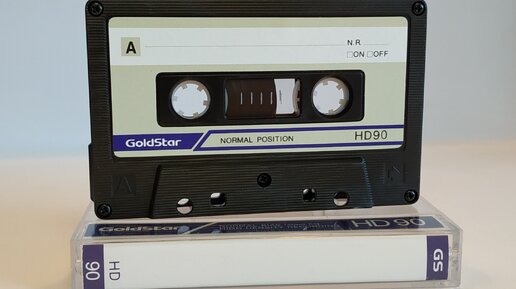 A
N.R.
□ON □OFF
GoldStar
NORMAL POSITION
HD90
A
GoldStar
HD 90
HD
90
GS